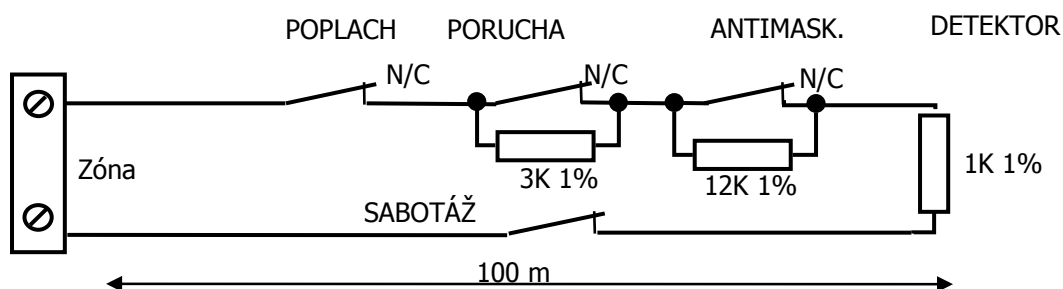 POPLACH PORUCHA ANTIMASK. DETEKTOR
N/C N/C N/C
Zóna
3K 1% 12K 1% 1K 1%
SABOTÁŽ
100 m